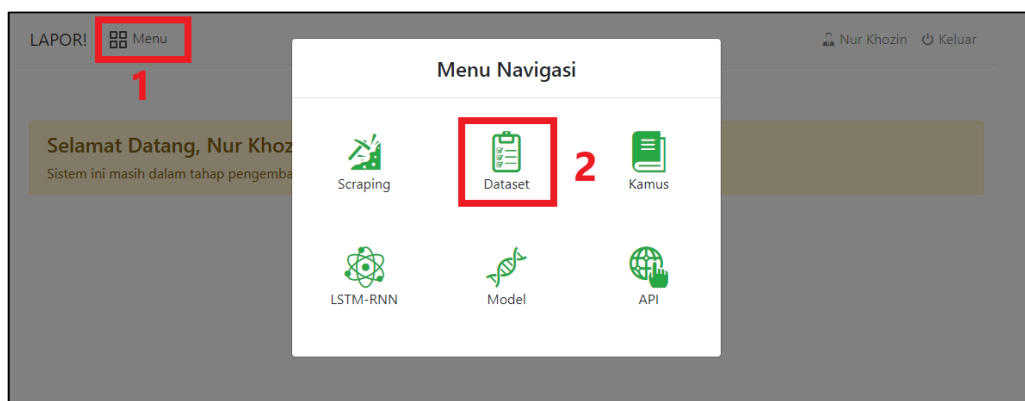 LAPOR! Menu Nur Khozin Keluar
1
Menu Navigasi
Selamat Datang, Nur Khoz
Sistem ini masih dalam tahap pengemba
Scraping Dataset 2 Kamus
LSTM-RNN Model API